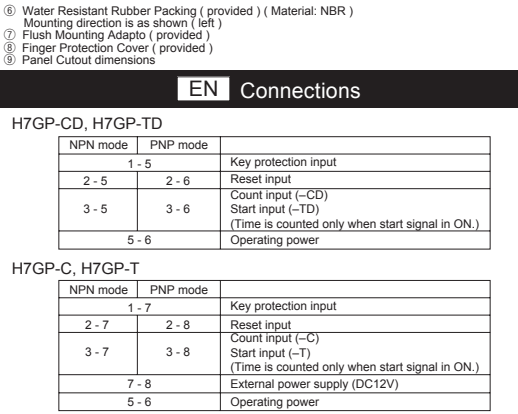 ⑥ Water Resistant Rubber Packing ( provided ) ( Material: NBR )
Mounting direction is as shown ( left )
⑦ Flush Mounting Adapto ( provided )
⑧ Finger Protection Cover ( provided )
⑨ Panel Cutout dimensions
EN Connections
H7GP-CD, H7GP-TD
NPN mode PNP mode
1 - 5 Key protection input
2 - 5 2 - 6 Reset input
3 - 5 3 - 6 Count input (–CD)
Start input (–TD)
(Time is counted only when start signal in ON.)
5 - 6 Operating power
H7GP-C, H7GP-T
NPN mode PNP mode
1 - 7 Key protection input
2 - 7 2 - 8 Reset input
3 - 7 3 - 8 Count input (–C)
Start input (–T)
(Time is counted only when start signal in ON.)
7 - 8 External power supply (DC12V)
5 - 6 Operating power